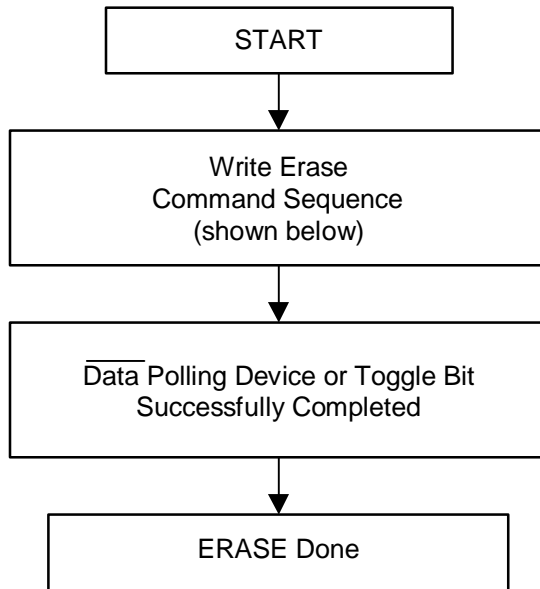 START
Write Erase
Command Sequence
(shown below)
Data Polling Device or Toggle Bit
Successfully Completed
ERASE Done